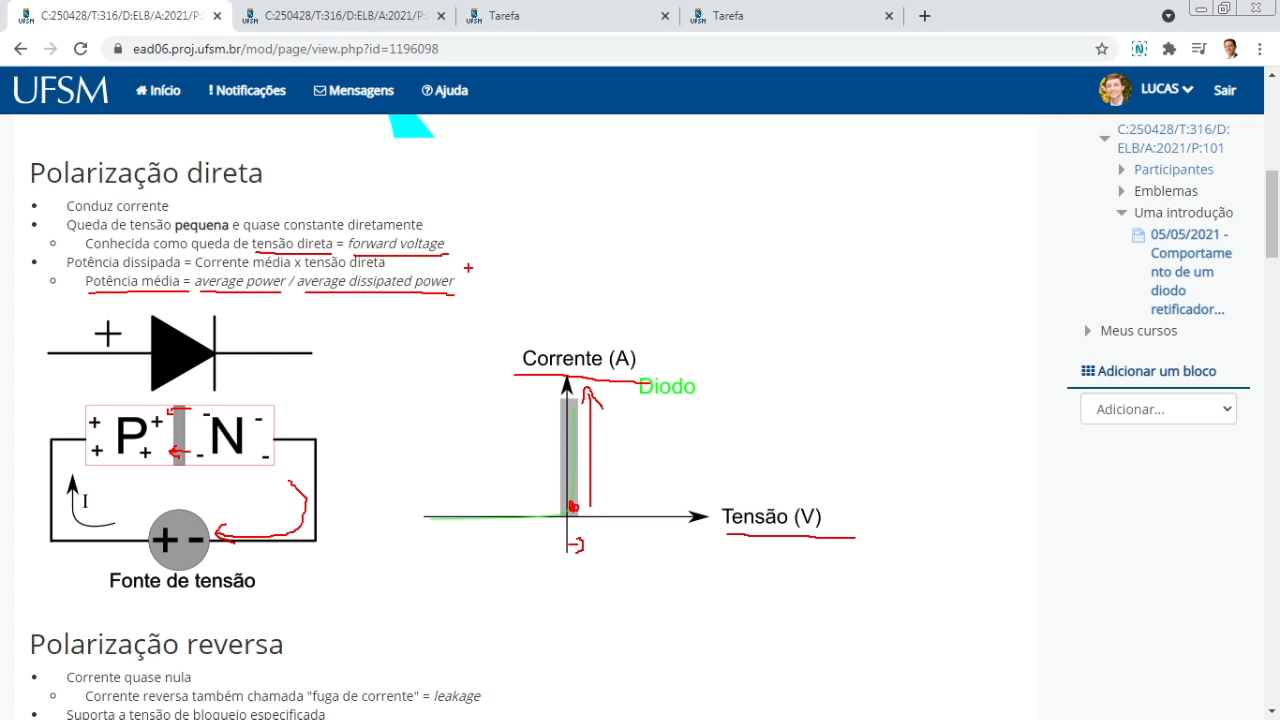 C:250428/T:316/D:ELB/A:2021/P:
C:250428/T:316/D:ELB/A:2021/P:
Tarefa
Tarefa
ead06.proj.ufsm.br/mod/page/view.php?id=1196098
UFSM
Início
Notificações
Mensagens
Ajuda
LUCAS
Sair
Polarização direta
Conduz corrente
Queda de tensão pequena e quase constante diretamente
Conhecida como queda de tensão direta = forward voltage
Potência dissipada = Corrente média x tensão direta
Potência média = average power / average dissipated power
+
+ P + - N -
+ + - -
I
+ -
Fonte de tensão
Corrente (A)
Diodo
Tensão (V)
Polarização reversa
Corrente quase nula
Corrente reversa também chamada "fuga de corrente" = leakage
Suporta a tensão de bloqueio especificada
C:250428/T:316/D:
ELB/A:2021/P:101
Participantes
Emblemas
Uma introdução
05/05/2021 -
Comportame
nto de um
diodo
retificador...
Meus cursos
Adicionar um bloco
Adicionar...